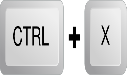 CTRL + X